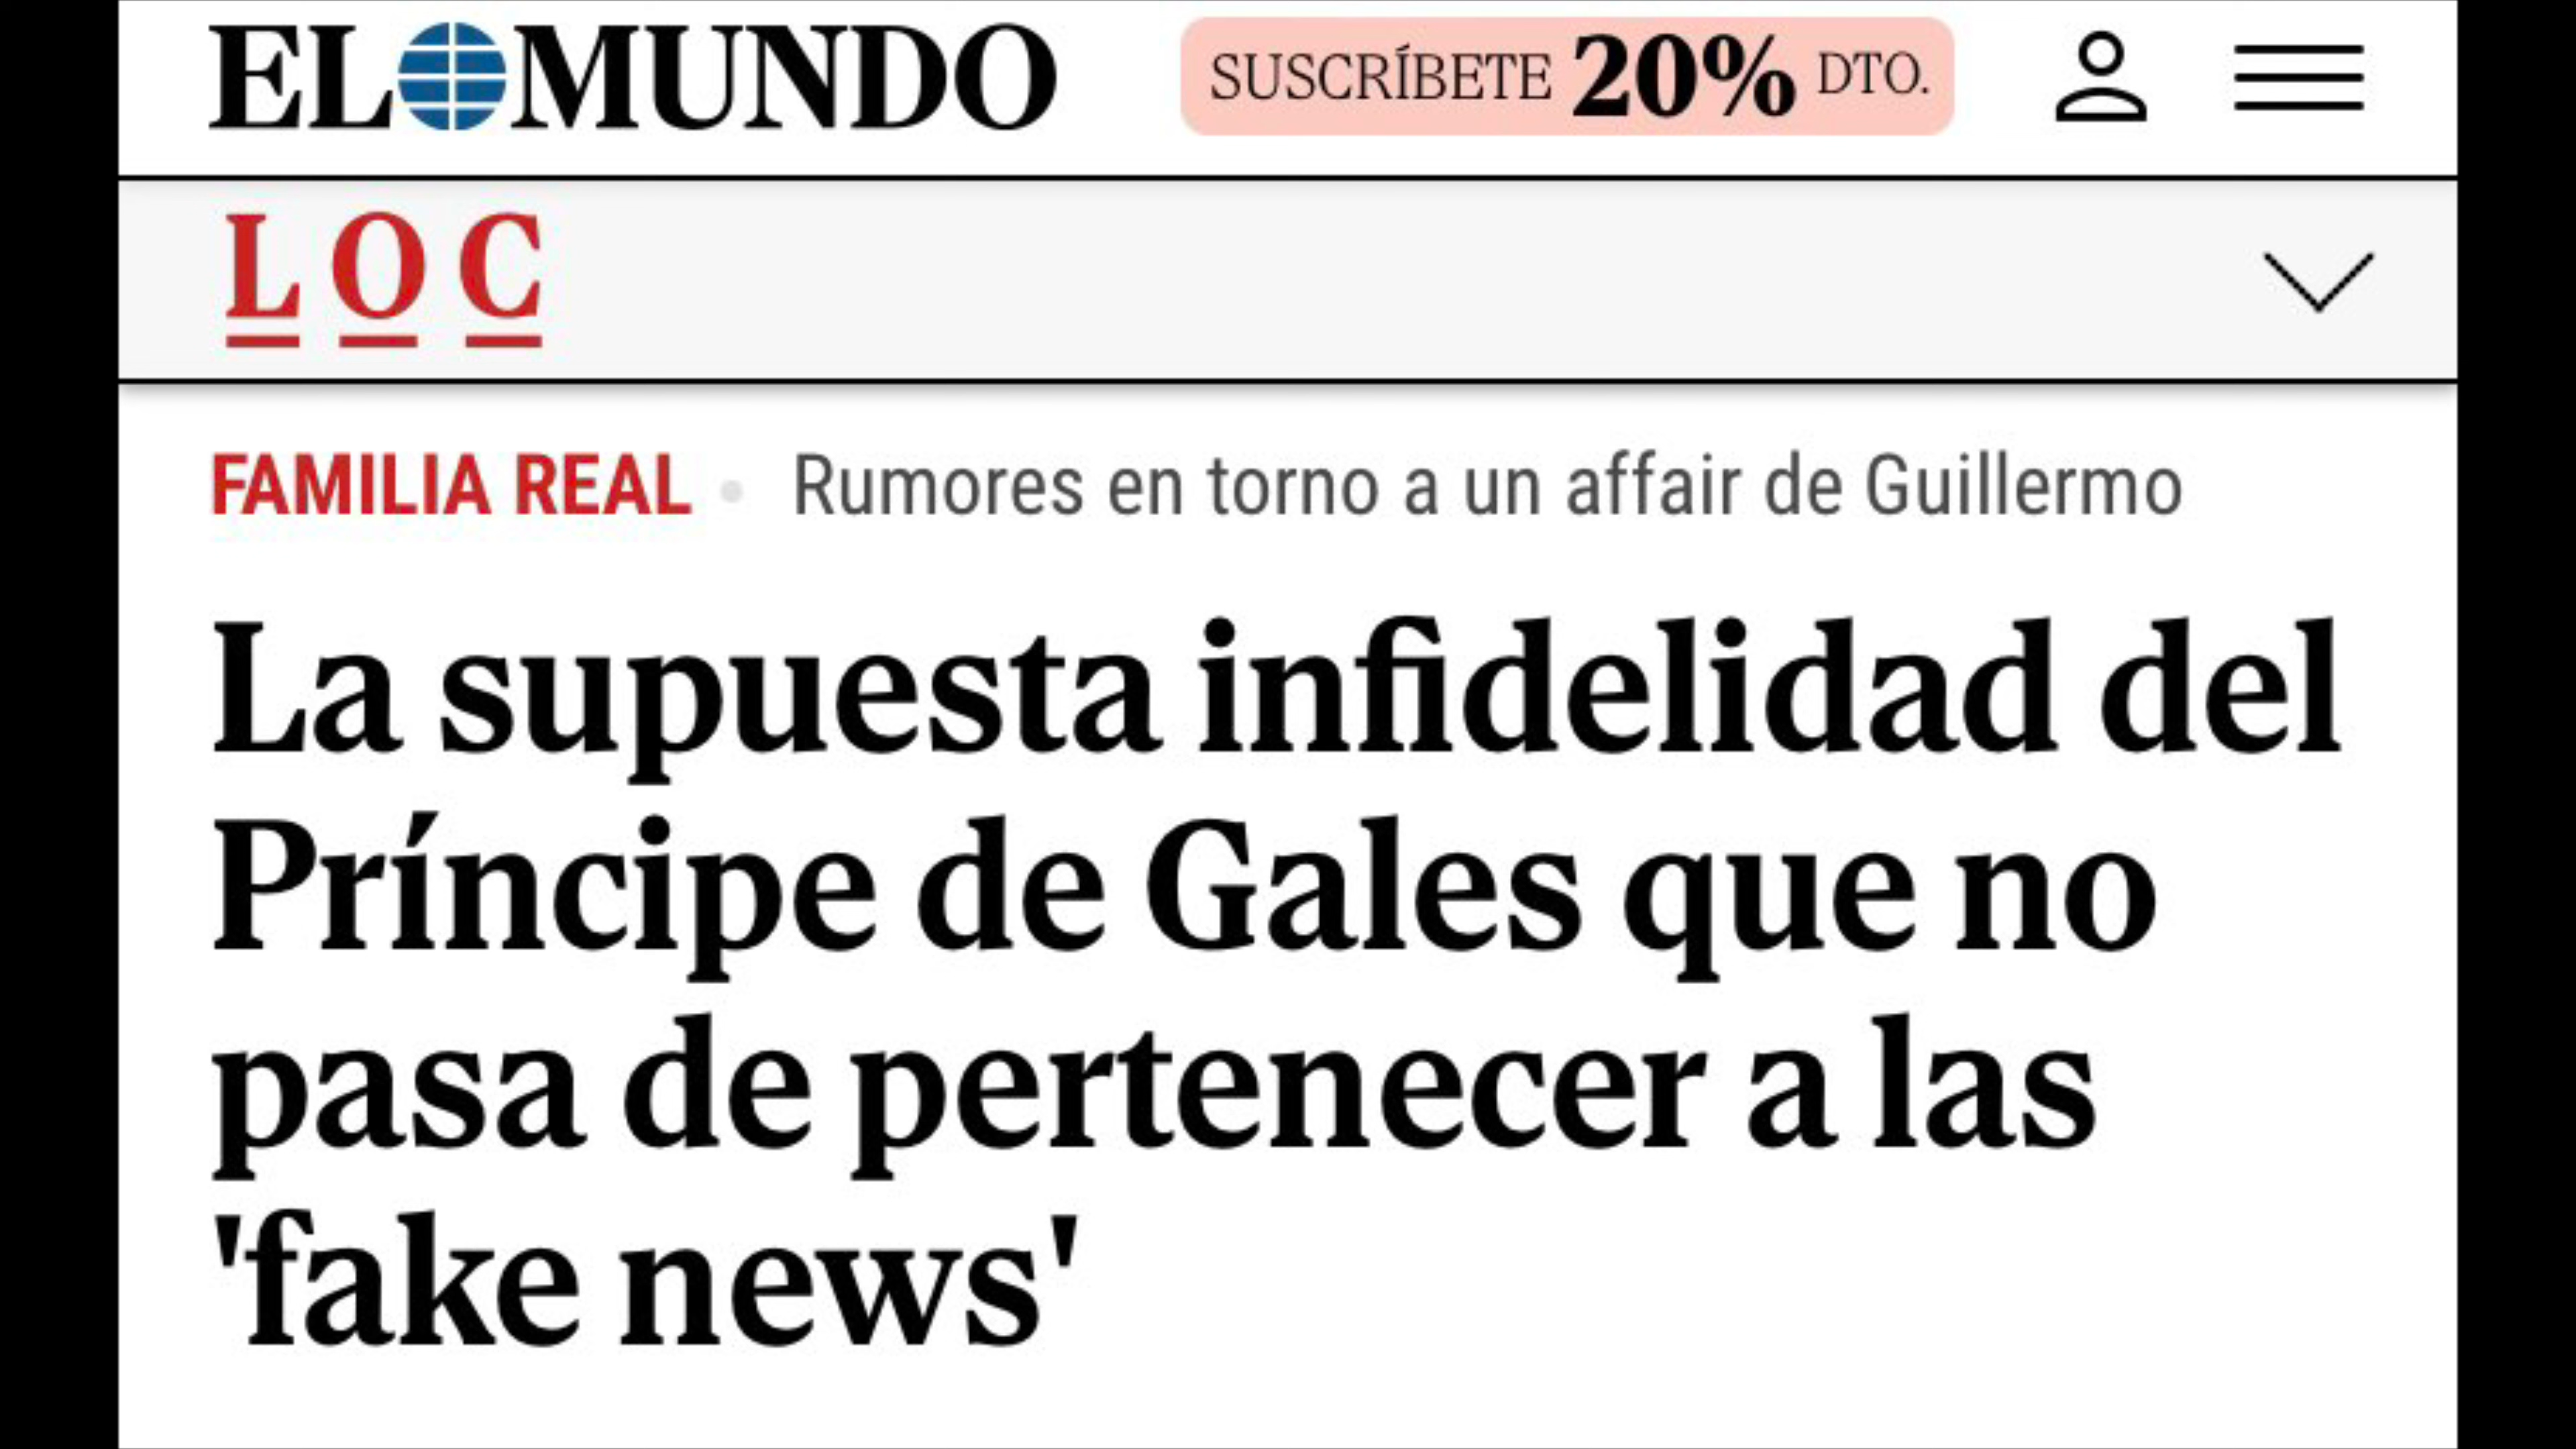 EL MUNDO
SUSCRÍBETE 20% DTO.
LOC
FAMILIA REAL • Rumores en torno a un affair de Guillermo
La supuesta infidelidad del
Príncipe de Gales que no
pasa de pertenecer a las
'fake news'